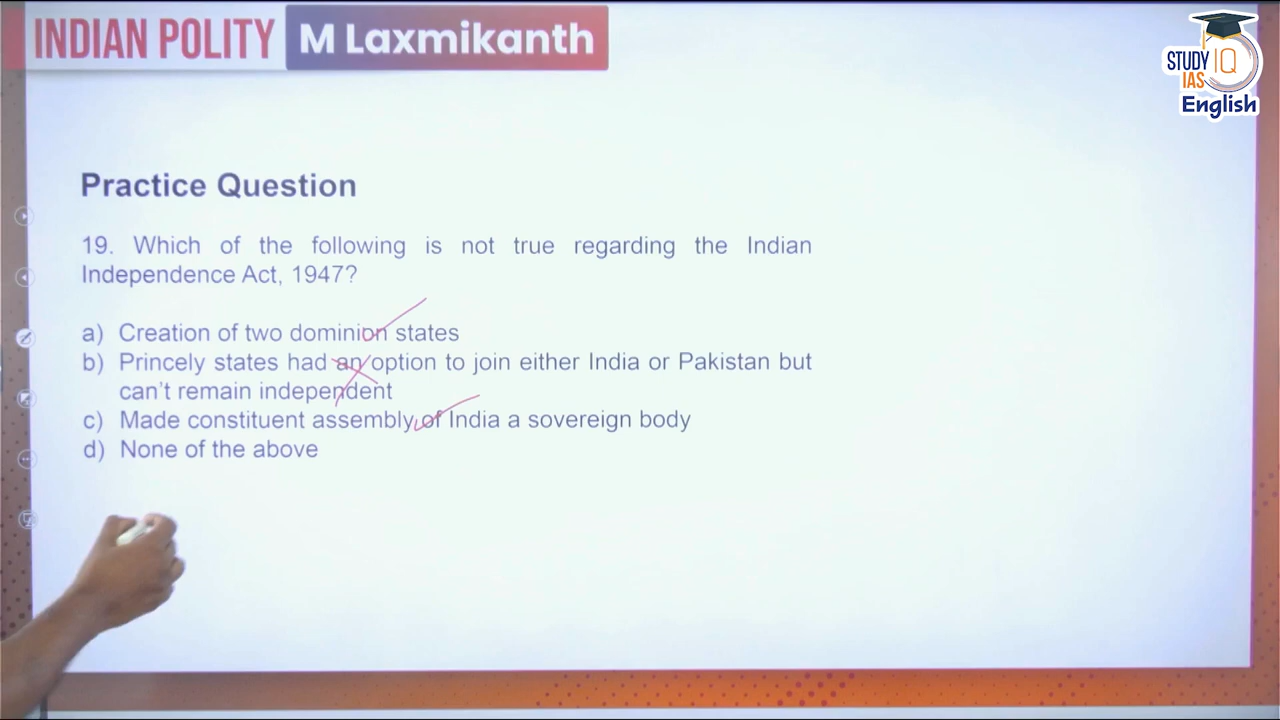 INDIAN POLITY M Laxmikanth
STUDY IQ
IAS
English
Practice Question
19. Which of the following is not true regarding the Indian
Independence Act, 1947?
a) Creation of two dominion states
b) Princely states had an option to join either India or Pakistan but
can't remain independent
c) Made constituent assembly of India a sovereign body
d) None of the above